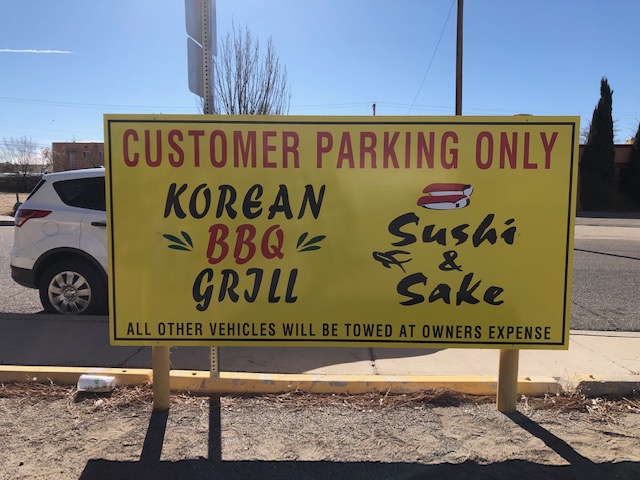 CUSTOMER PARKING ONLY
KOREAN
BBQ
GRILL
Sushi
&
Sake
ALL OTHER VEHICLES WILL BE TOWED AT OWNERS EXPENSE